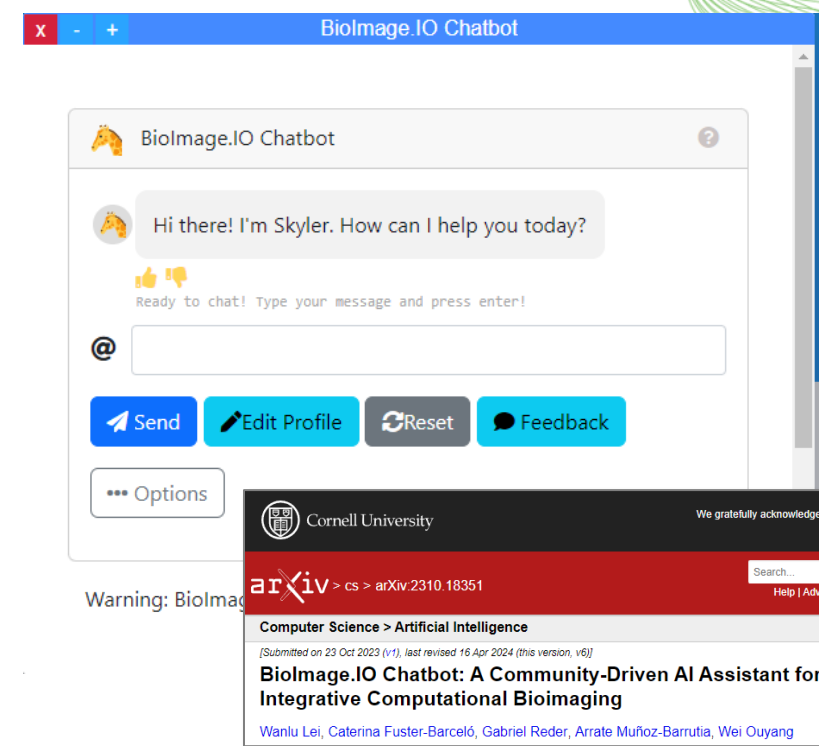 x - + BioImage.IO Chatbot
BioImage.IO Chatbot
Hi there! I'm Skyler. How can I help you today?
Ready to chat! Type your message and press enter!
@
Send Edit Profile Reset Feedback
••• Options
Cornell University We gratefully acknowledge
arXiv > cs > arXiv:2310.18351 Search...
Help | Adv
Warning: BioImag
Computer Science > Artificial Intelligence
[Submitted on 23 Oct 2023 (v1), last revised 16 Apr 2024 (this version, v6)]
BioImage.IO Chatbot: A Community-Driven AI Assistant for
Integrative Computational Bioimaging
Wanlu Lei, Caterina Fuster-Barceló, Gabriel Reder, Arrate Muñoz-Barrutia, Wei Ouyang